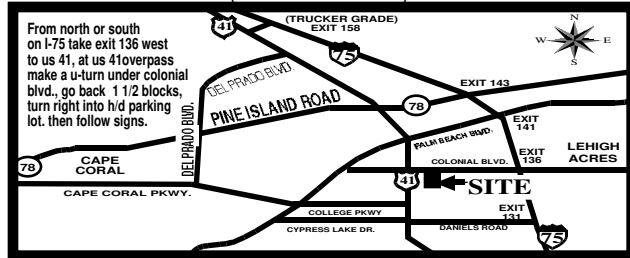 From north or south
on I-75 take exit 136 west
to us 41, at us 41overpass
make a u-turn under colonial
blvd., go back 1 1/2 blocks,
turn right into h/d parking
lot. then follow signs.
41
(TRUCKER GRADE)
EXIT 158
75
N
W
E
S
DEL PRADO BLVD.
PINE ISLAND ROAD
78
EXIT 143
DEL PRADO BLVD.
PALM BEACH BLVD.
EXIT
141
78
CAPE
CORAL
COLONIAL BLVD.
EXIT
136
LEHIGH
ACRES
CAPE CORAL PKWY.
41
SITE
COLLEGE PKWY
EXIT
131
CYPRESS LAKE DR.
DANIELS ROAD
75